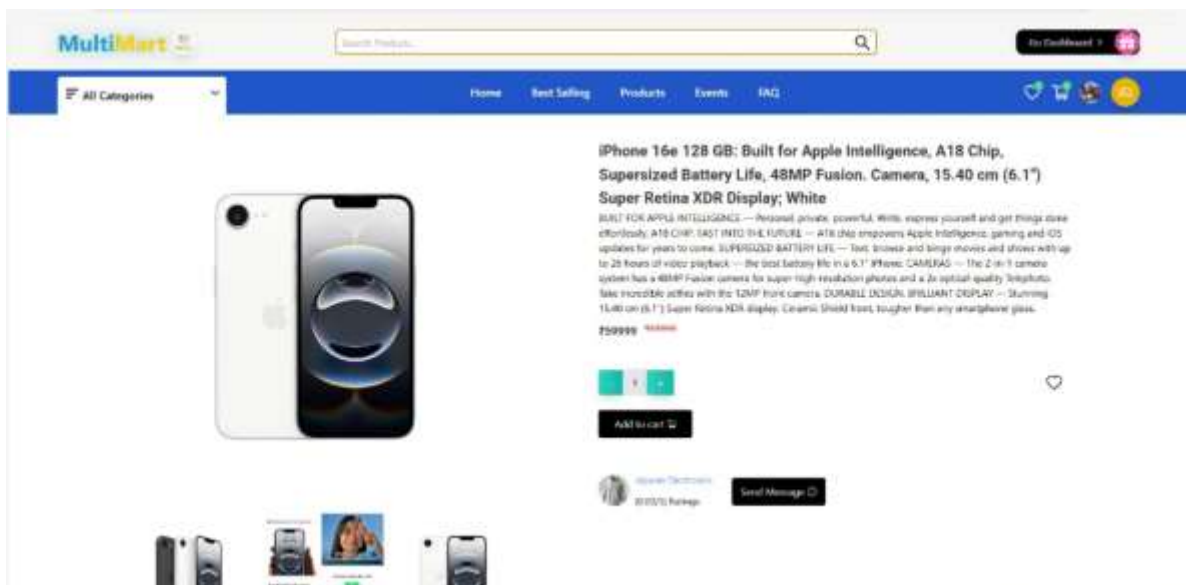 MultiMart
Search Products...
Go Dashboard >
All Categories
Home Best Selling Products Events FAQ
iPhone 16e 128 GB: Built for Apple Intelligence, A18 Chip,
Supersized Battery Life, 48MP Fusion. Camera, 15.40 cm (6.1")
Super Retina XDR Display; White
BUILT FOR APPLE INTELLIGENCE — Personal, private, powerful. Write, express yourself and get things done
effortlessly. A18 CHIP. FAST INTO THE FUTURE — A18 chip empowers Apple Intelligence, gaming and iOS
updates for years to come. SUPERSIZED BATTERY LIFE — Text, browse and binge movies and shows with up
to 26 hours of video playback — the best battery life in a 6.1" iPhone. CAMERAS — The 2-in-1 camera
system has a 48MP Fusion camera for super-high-resolution photos and a 2x optical-quality Telephoto.
Take incredible selfies with the 12MP front camera. DURABLE DESIGN. BRILLIANT DISPLAY — Stunning
15.40 cm (6.1") Super Retina XDR display. Ceramic Shield front, tougher than any smartphone glass.
₹59999
- 1 +
Add to cart
Electronics
Ratings
Send Message